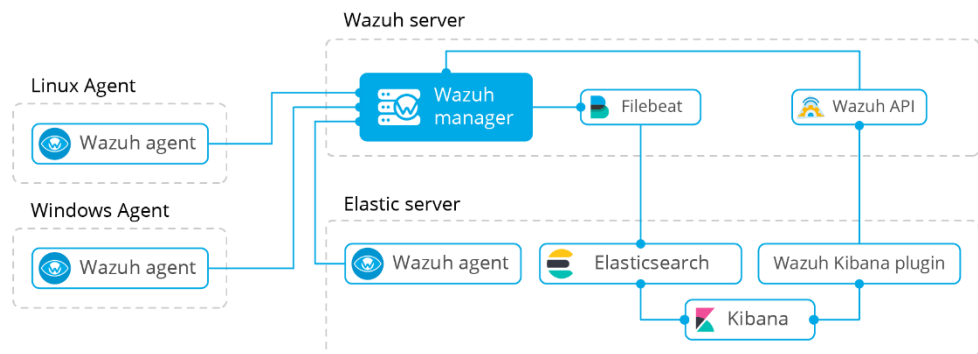 Wazuh server
Linux Agent
Wazuh agent
Wazuh
manager
Filebeat
Wazuh API
Windows Agent
Wazuh agent
Elastic server
Wazuh agent
Elasticsearch
Wazuh Kibana plugin
Kibana